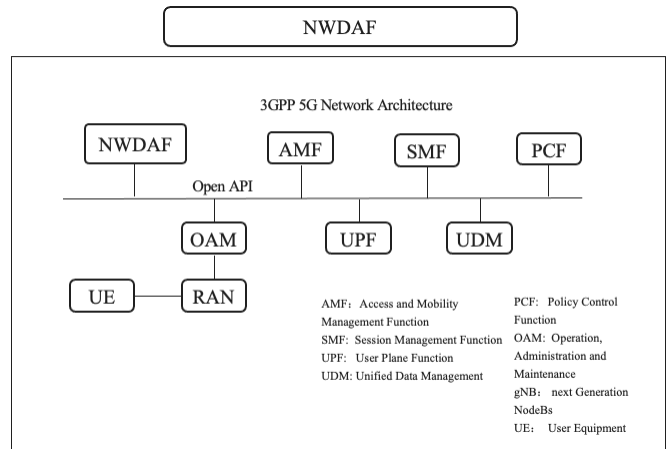 NWDAF
3GPP 5G Network Architecture
NWDAF
AMF
SMF
PCF
Open API
OAM
UPF
UDM
UE
RAN
AMF： Access and Mobility
Management Function
SMF: Session Management Function
UPF: User Plane Function
UDM: Unified Data Management
PCF: Policy Control
Function
OAM: Operation,
Administration and
Maintenance
gNB： next Generation
NodeBs
UE： User Equipment